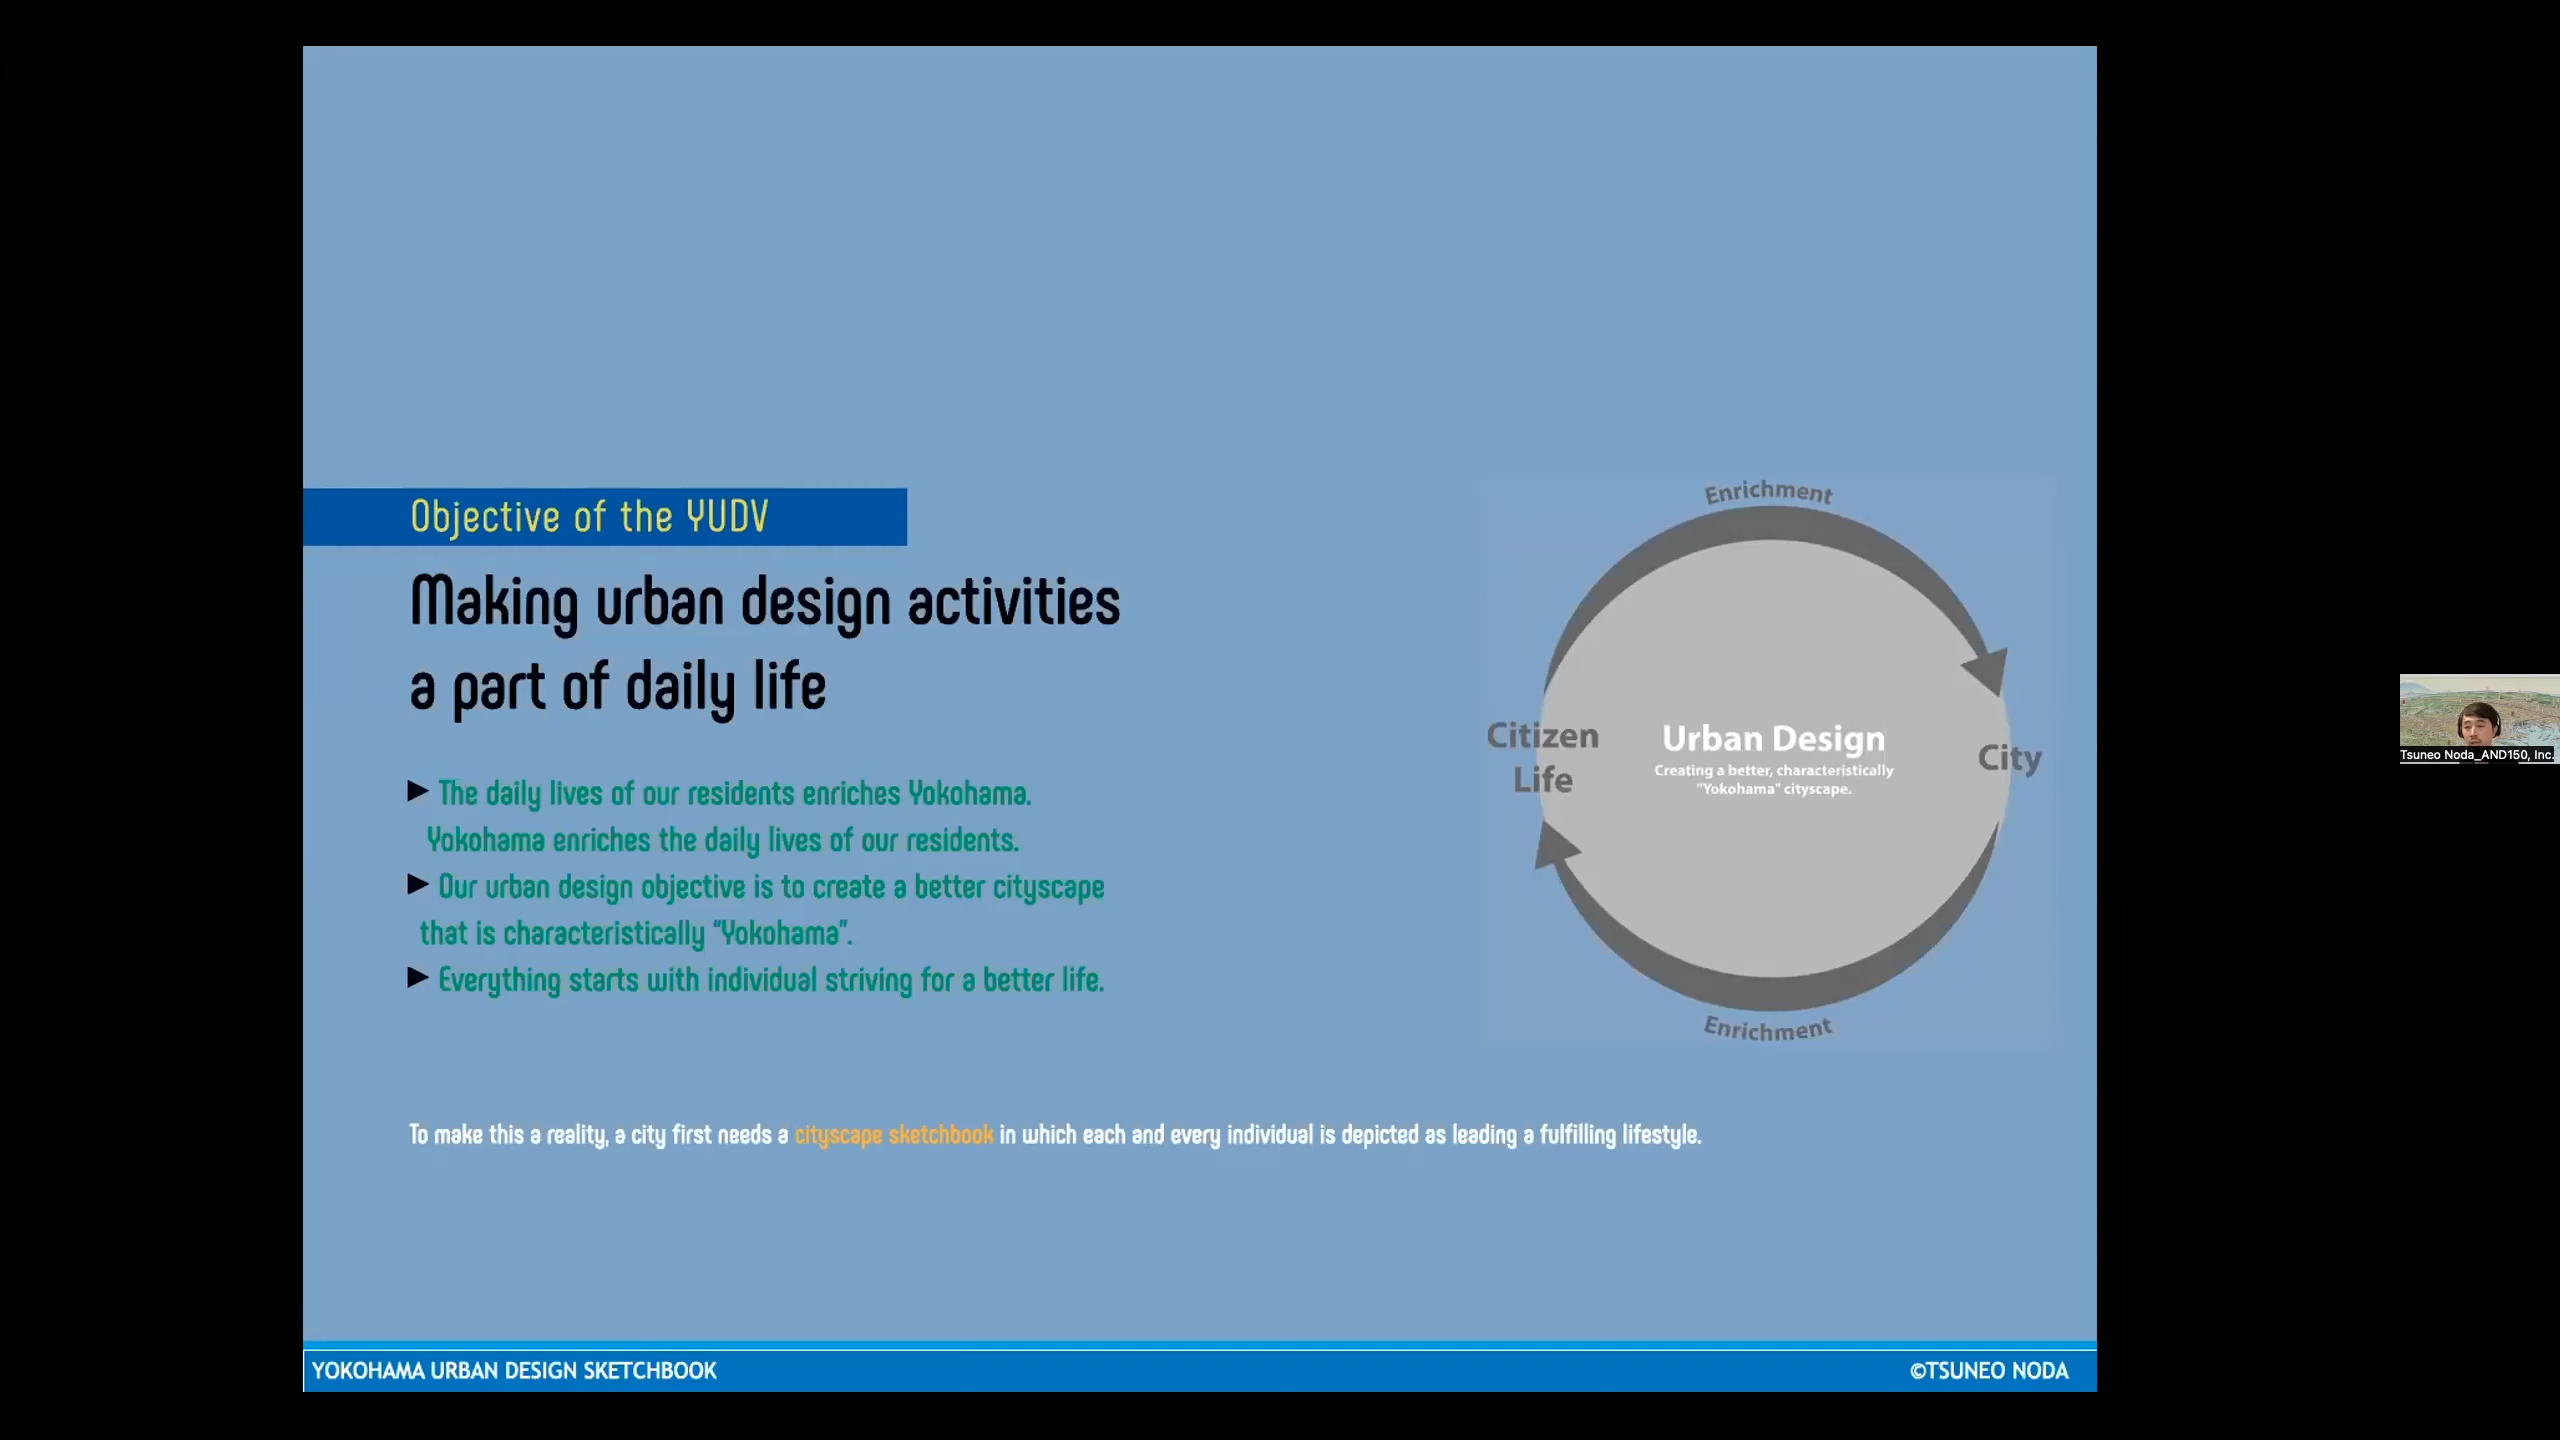 Objective of the YUDV
Making urban design activities
a part of daily life
► The daily lives of our residents enriches Yokohama.
Yokohama enriches the daily lives of our residents.
► Our urban design objective is to create a better cityscape
that is characteristically “Yokohama”.
► Everything starts with individual striving for a better life.
Enrichment
Citizen
Life
Urban Design
Creating a better, characteristically
"Yokohama" cityscape.
City
Enrichment
To make this a reality, a city first needs a cityscape sketchbook in which each and every individual is depicted as leading a fulfilling lifestyle.
YOKOHAMA URBAN DESIGN SKETCHBOOK
©TSUNEO NODA
Tsuneo Noda_AND150, Inc.